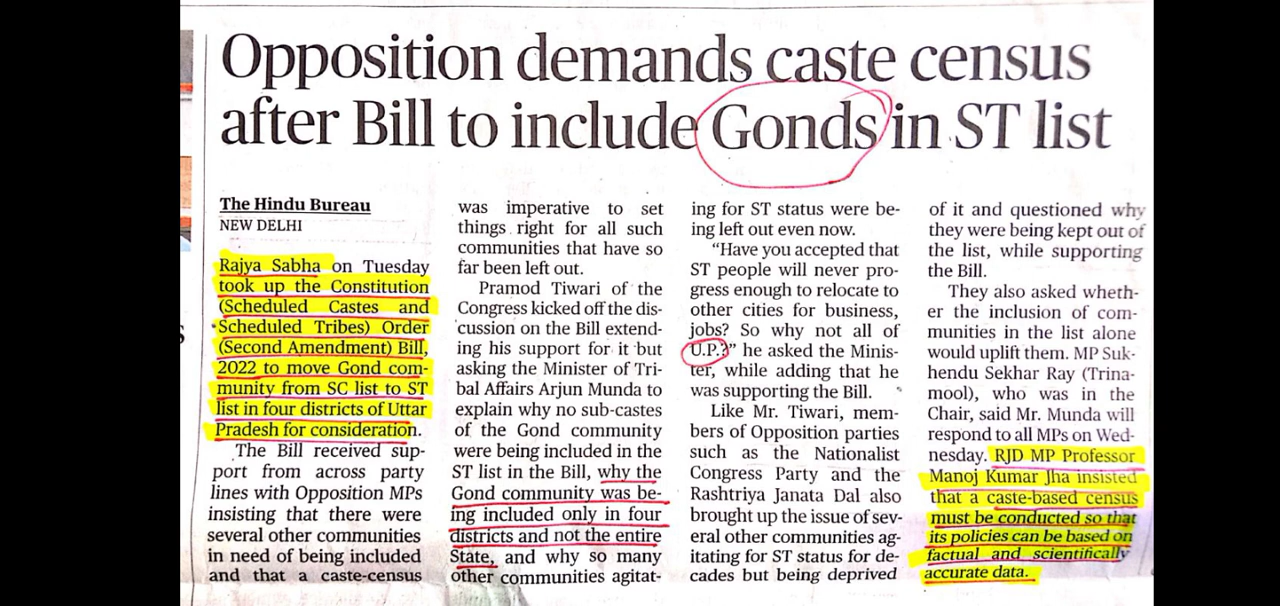 Opposition demands caste census
after Bill to include Gonds in ST list
The Hindu Bureau
NEW DELHI
Rajya Sabha on Tuesday
took up the Constitution
(Scheduled Castes and
Scheduled Tribes) Order
(Second Amendment) Bill,
2022 to move Gond com-
munity from SC list to ST
list in four districts of Uttar
Pradesh for consideration.
The Bill received sup-
port from across party
lines with Opposition MPs
insisting that there were
several other communities
in need of being included
and that a caste-census
was imperative to set
things right for all such
communities that have so
far been left out.
Pramod Tiwari of the
Congress kicked off the dis-
cussion on the Bill extend-
ing his support for it but
asking the Minister of Tri-
bal Affairs Arjun Munda to
explain why no sub-castes
of the Gond community
were being included in the
ST list in the Bill, why the
Gond community was be-
ing included only in four
districts and not the entire
State, and why so many
other communities agitat-
ing for ST status were be-
ing left out even now.
“Have you accepted that
ST people will never pro-
gress enough to relocate to
other cities for business,
jobs? So why not all of
U.P.?” he asked the Minis-
ter, while adding that he
was supporting the Bill.
Like Mr. Tiwari, mem-
bers of Opposition parties
such as the Nationalist
Congress Party and the
Rashtriya Janata Dal also
brought up the issue of sev-
eral other communities ag-
itating for ST status for de-
cades but being deprived
of it and questioned why
they were being kept out of
the list, while supporting
the Bill.
They also asked wheth-
er the inclusion of com-
munities in the list alone
would uplift them. MP Suk-
hendu Sekhar Ray (Trina-
mool), who was in the
Chair, said Mr. Munda will
respond to all MPs on Wed-
nesday. RJD MP Professor
Manoj Kumar Jha insisted
that a caste-based census
must be conducted so that
its policies can be based on
factual and scientifically
accurate data.